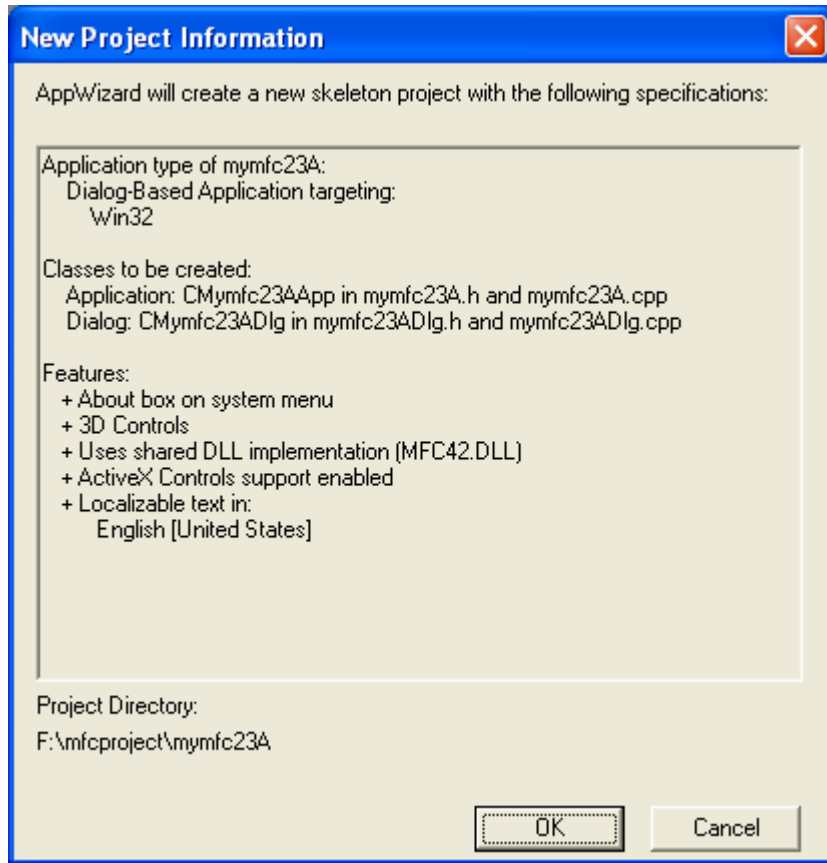 New Project Information
AppWizard will create a new skeleton project with the following specifications:
Application type of mymfc23A:
Dialog-Based Application targeting:
Win32
Classes to be created:
Application: CMymfc23AApp in mymfc23A.h and mymfc23A.cpp
Dialog: CMymfc23ADlg in mymfc23ADlg.h and mymfc23ADlg.cpp
Features:
+ About box on system menu
+ 3D Controls
+ Uses shared DLL implementation (MFC42.DLL)
+ ActiveX Controls support enabled
+ Localizable text in:
English [United States]
Project Directory:
F:\mfcproject\mymfc23A
OK Cancel